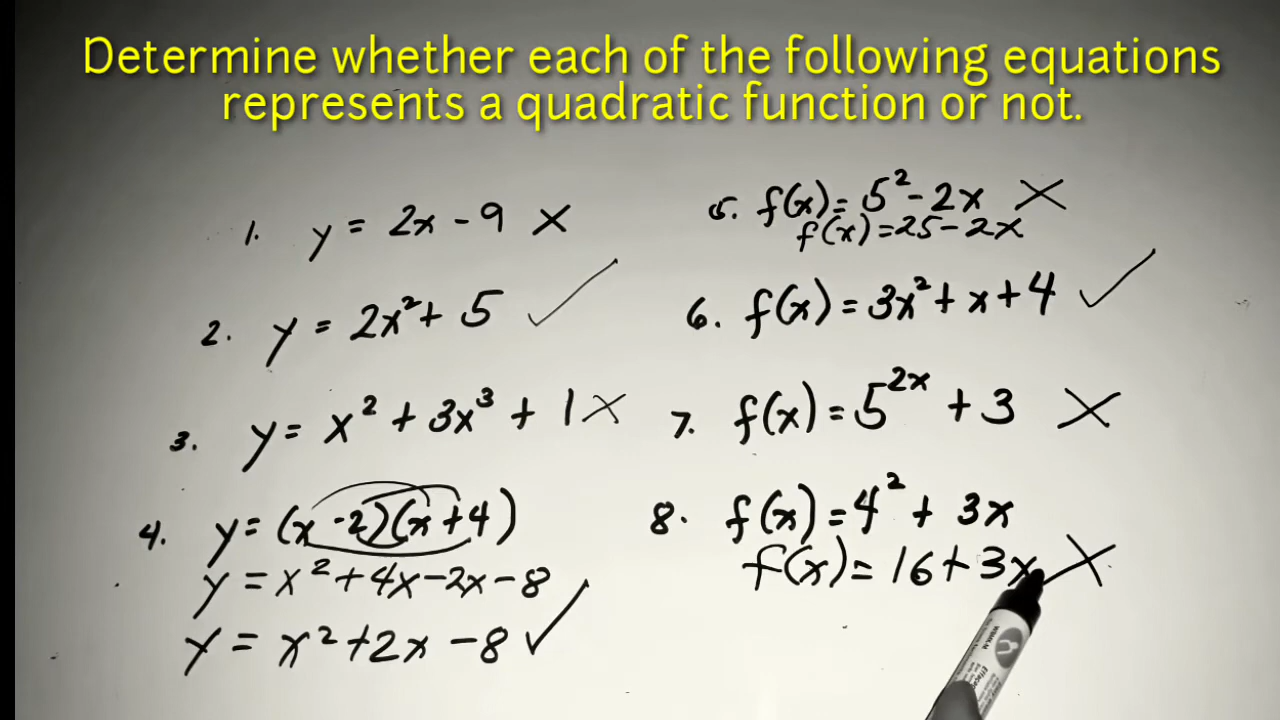 Determine whether each of the following equations
represents a quadratic function or not.
1. y = 2x - 9 X
2. y = 2x² + 5 ✓
3. y = x² + 3x³ + 1 X
4. y = (x - 2)(x + 4)
y = x² + 4x - 2x - 8
y = x² + 2x - 8 ✓
5. f(x) = 5² - 2x X
f(x) = 25 - 2x
6. f(x) = 3x² + x + 4 ✓
7. f(x) = 5²ˣ + 3 X
8. f(x) = 4² + 3x
f(x) = 16 + 3x X